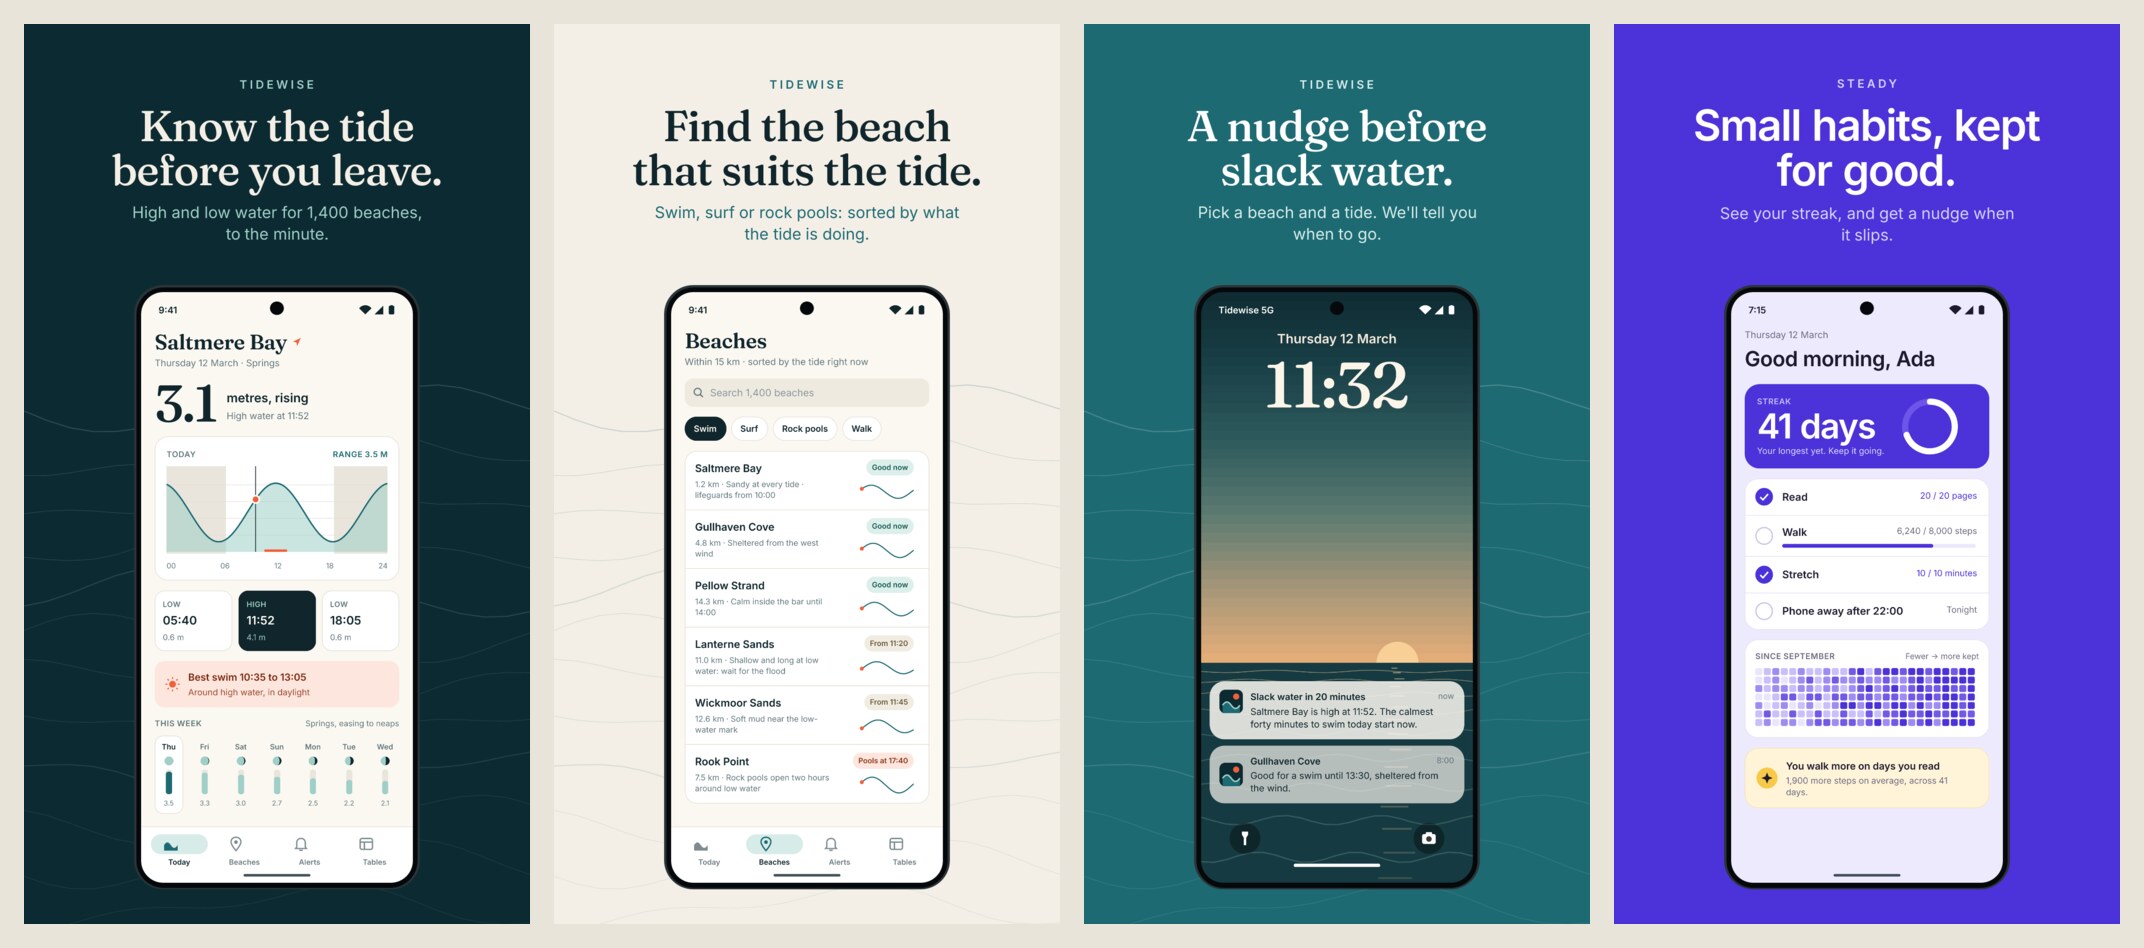 TIDEWISE
Know the tide
before you leave.
High and low water for 1,400 beaches,
to the minute.
9:41
Saltmere Bay
Thursday 12 March · Springs
3.1
metres, rising
High water at 11:52
TODAY
RANGE 3.5 M
00 06 12 18 24
LOW
05:40
0.6 m
HIGH
11:52
4.1 m
LOW
18:05
0.6 m
Best swim 10:35 to 13:05
Around high water, in daylight
THIS WEEK
Springs, easing to neaps
Thu Fri Sat Sun Mon Tue Wed
3.5 3.3 3.0 2.7 2.5 2.2 2.1
Today Beaches Alerts Tables
TIDEWISE
Find the beach
that suits the tide.
Swim, surf or rock pools: sorted by what
the tide is doing.
9:41
Beaches
Within 15 km · sorted by the tide right now
Search 1,400 beaches
Swim Surf Rock pools Walk
Saltmere Bay
Good now
1.2 km · Sandy at every tide ·
lifeguards from 10:00
Gullhaven Cove
Good now
4.8 km · Sheltered from the west
wind
Pellow Strand
Good now
14.3 km · Calm inside the bar until
14:00
Lanterne Sands
From 11:20
11.0 km · Shallow and long at low
water: wait for the flood
Wickmoor Sands
From 11:45
12.6 km · Soft mud near the low-
water mark
Rook Point
Pools at 17:40
7.5 km · Rock pools open two hours
around low water
Today Beaches Alerts Tables
TIDEWISE
A nudge before
slack water.
Pick a beach and a tide. We'll tell you
when to go.
Tidewise 5G
Thursday 12 March
11:32
Slack water in 20 minutes
now
Saltmere Bay is high at 11:52. The calmest
forty minutes to swim today start now.
Gullhaven Cove
8:00
Good for a swim until 13:30, sheltered from
the wind.
STEADY
Small habits, kept
for good.
See your streak, and get a nudge when
it slips.
7:15
Thursday 12 March
Good morning, Ada
STREAK
41 days
Your longest yet. Keep it going.
Read
20 / 20 pages
Walk
6,240 / 8,000 steps
Stretch
10 / 10 minutes
Phone away after 22:00
Tonight
SINCE SEPTEMBER
Fewer → more kept
You walk more on days you read
1,900 more steps on average, across 41
days.